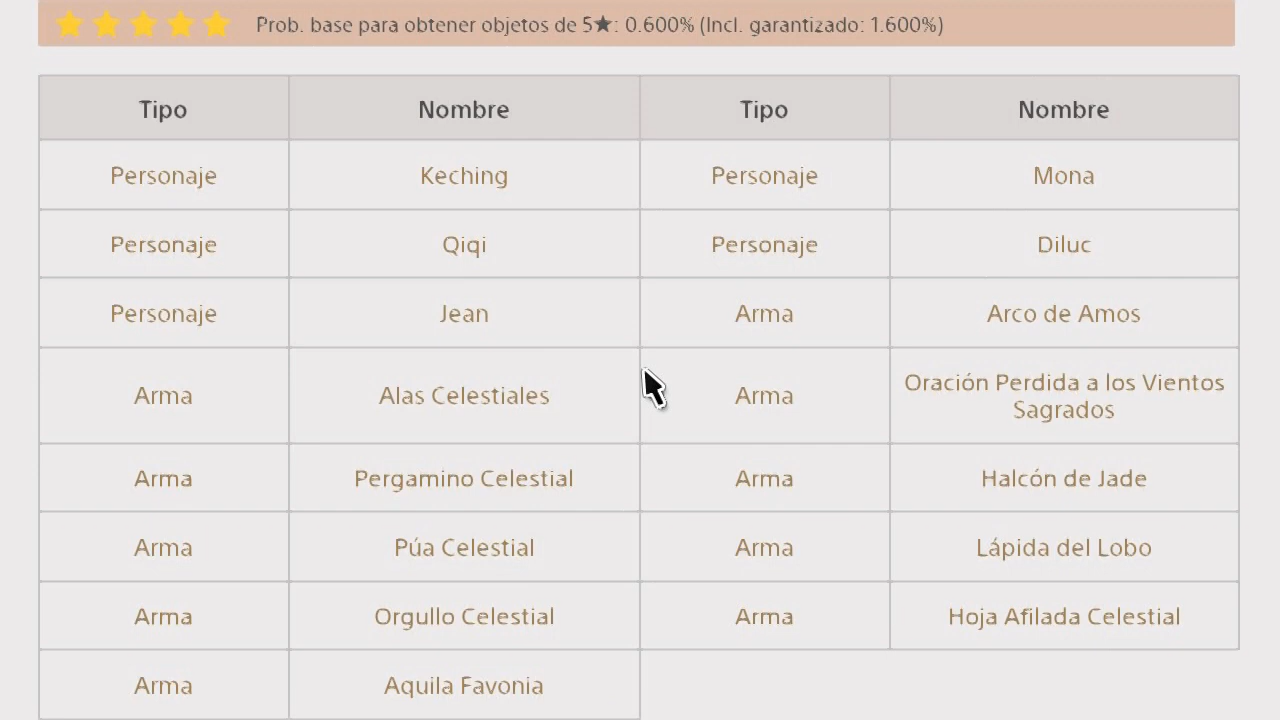 Prob. base para obtener objetos de 5★: 0.600% (Incl. garantizado: 1.600%)
Tipo Nombre Tipo Nombre
Personaje Keching Personaje Mona
Personaje Qiqi Personaje Diluc
Personaje Jean Arma Arco de Amos
Arma Alas Celestiales Arma Oración Perdida a los Vientos
Sagrados
Arma Pergamino Celestial Arma Halcón de Jade
Arma Púa Celestial Arma Lápida del Lobo
Arma Orgullo Celestial Arma Hoja Afilada Celestial
Arma Aquila Favonia